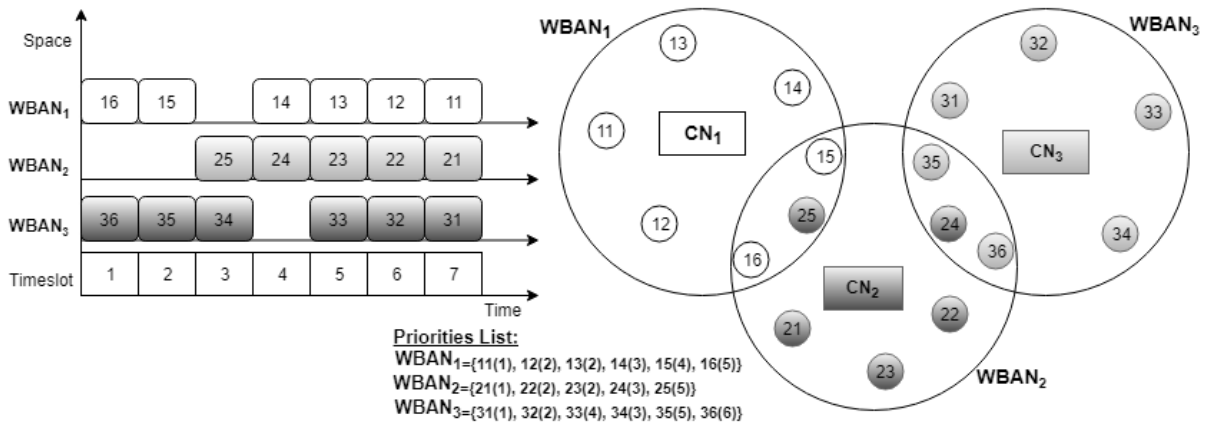 Space
WBAN1
16 15 14 13 12 11
WBAN2
25 24 23 22 21
WBAN3
36 35 34 33 32 31
Timeslot
1 2 3 4 5 6 7
Time
Priorities List:
WBAN1={11(1), 12(2), 13(2), 14(3), 15(4), 16(5)}
WBAN2={21(1), 22(2), 23(2), 24(3), 25(5)}
WBAN3={31(1), 32(2), 33(4), 34(3), 35(5), 36(6)}
WBAN1
13
14
11
CN1
15
12
25
16
WBAN3
32
31
33
35
CN3
24
34
36
CN2
21
22
23
WBAN2